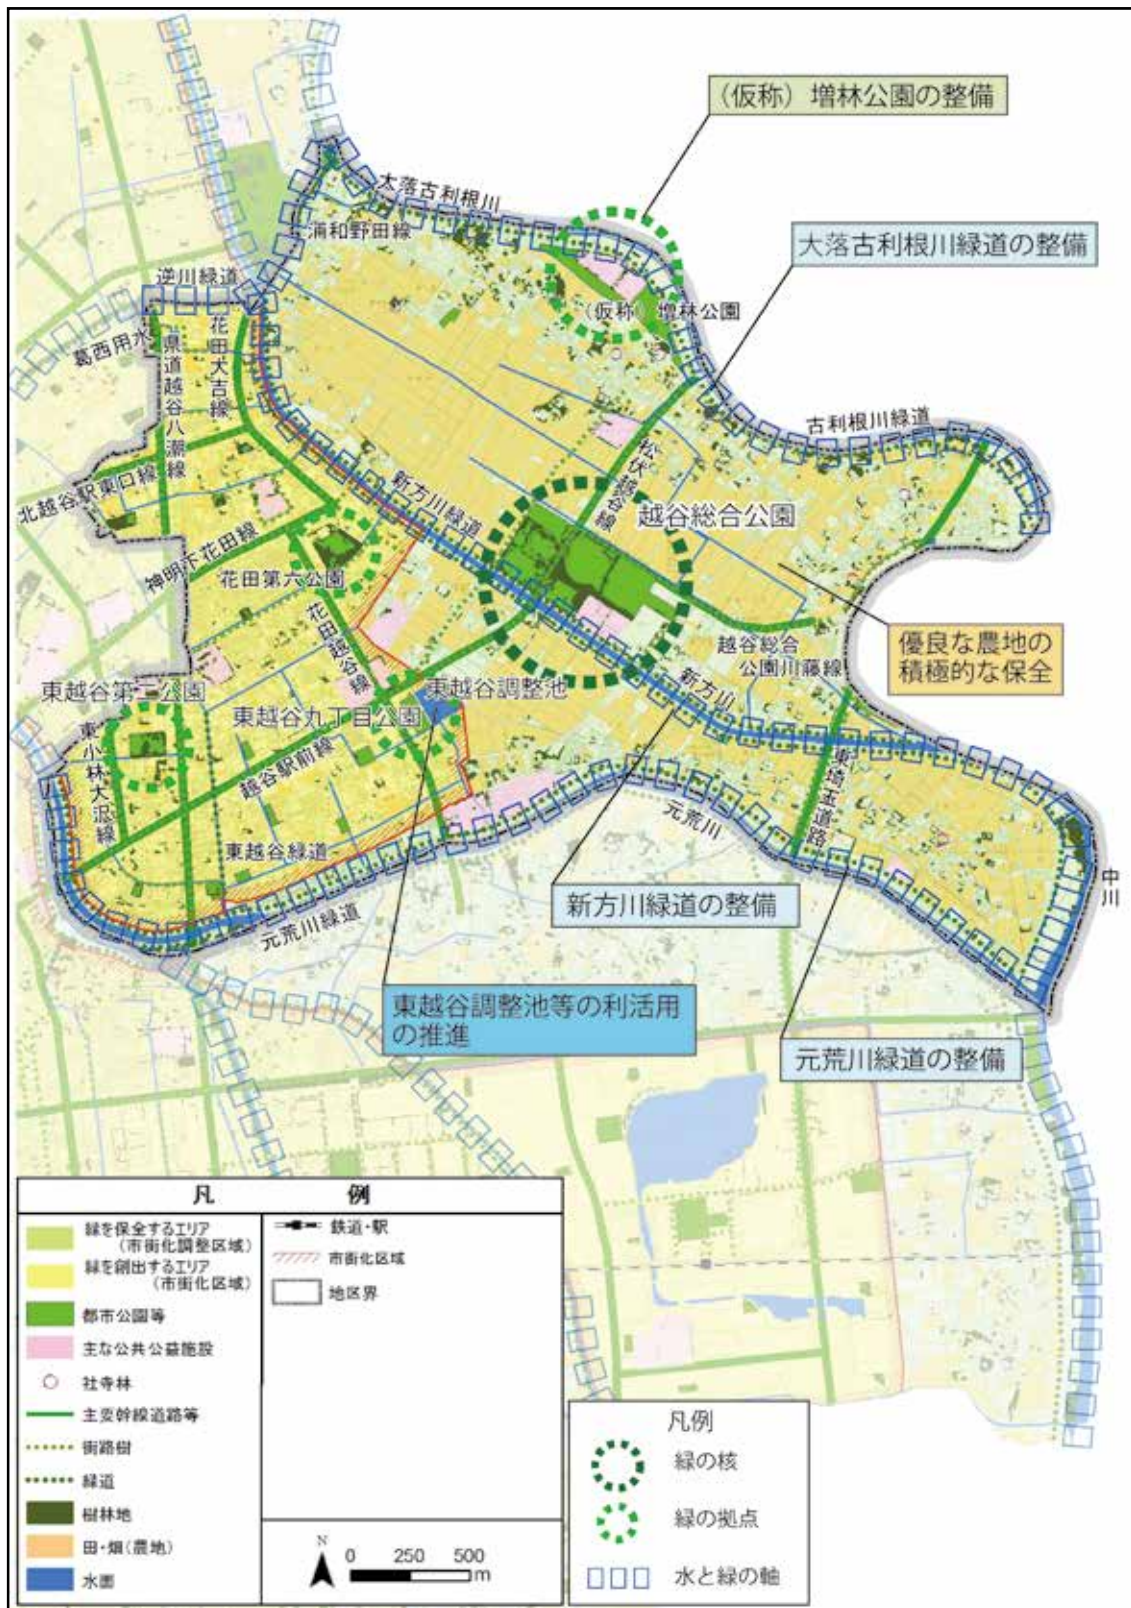 (仮称) 増林公園の整備
大落古利根川
浦和野田線
大落古利根川緑道の整備
逆川緑道
(仮称) 増林公園
葛西用水
県道越谷八潮線
花田大吉線
古利根川緑道
松伏越谷線
北越谷駅東口線
新方川緑道
越谷総合公園
神明下花田線
花田第六公園
花田越谷線
越谷総合
公園川藤線
優良な農地の
積極的な保全
東越谷第二公園
東越谷調整池
新方川
東越谷九丁目公園
東小林大沢線
越谷駅前線
東埼玉道路
元荒川
東越谷緑道
中川
新方川緑道の整備
元荒川緑道
東越谷調整池等の利活用
の推進
元荒川緑道の整備
凡 例
緑を保全するエリア
(市街化調整区域)
緑を創出するエリア
(市街化区域)
都市公園等
主な公共公益施設
社寺林
主要幹線道路等
街路樹
緑道
樹林地
田・畑(農地)
水面
鉄道・駅
市街化区域
地区界
N
0 250 500
m
凡例
緑の核
緑の拠点
水と緑の軸